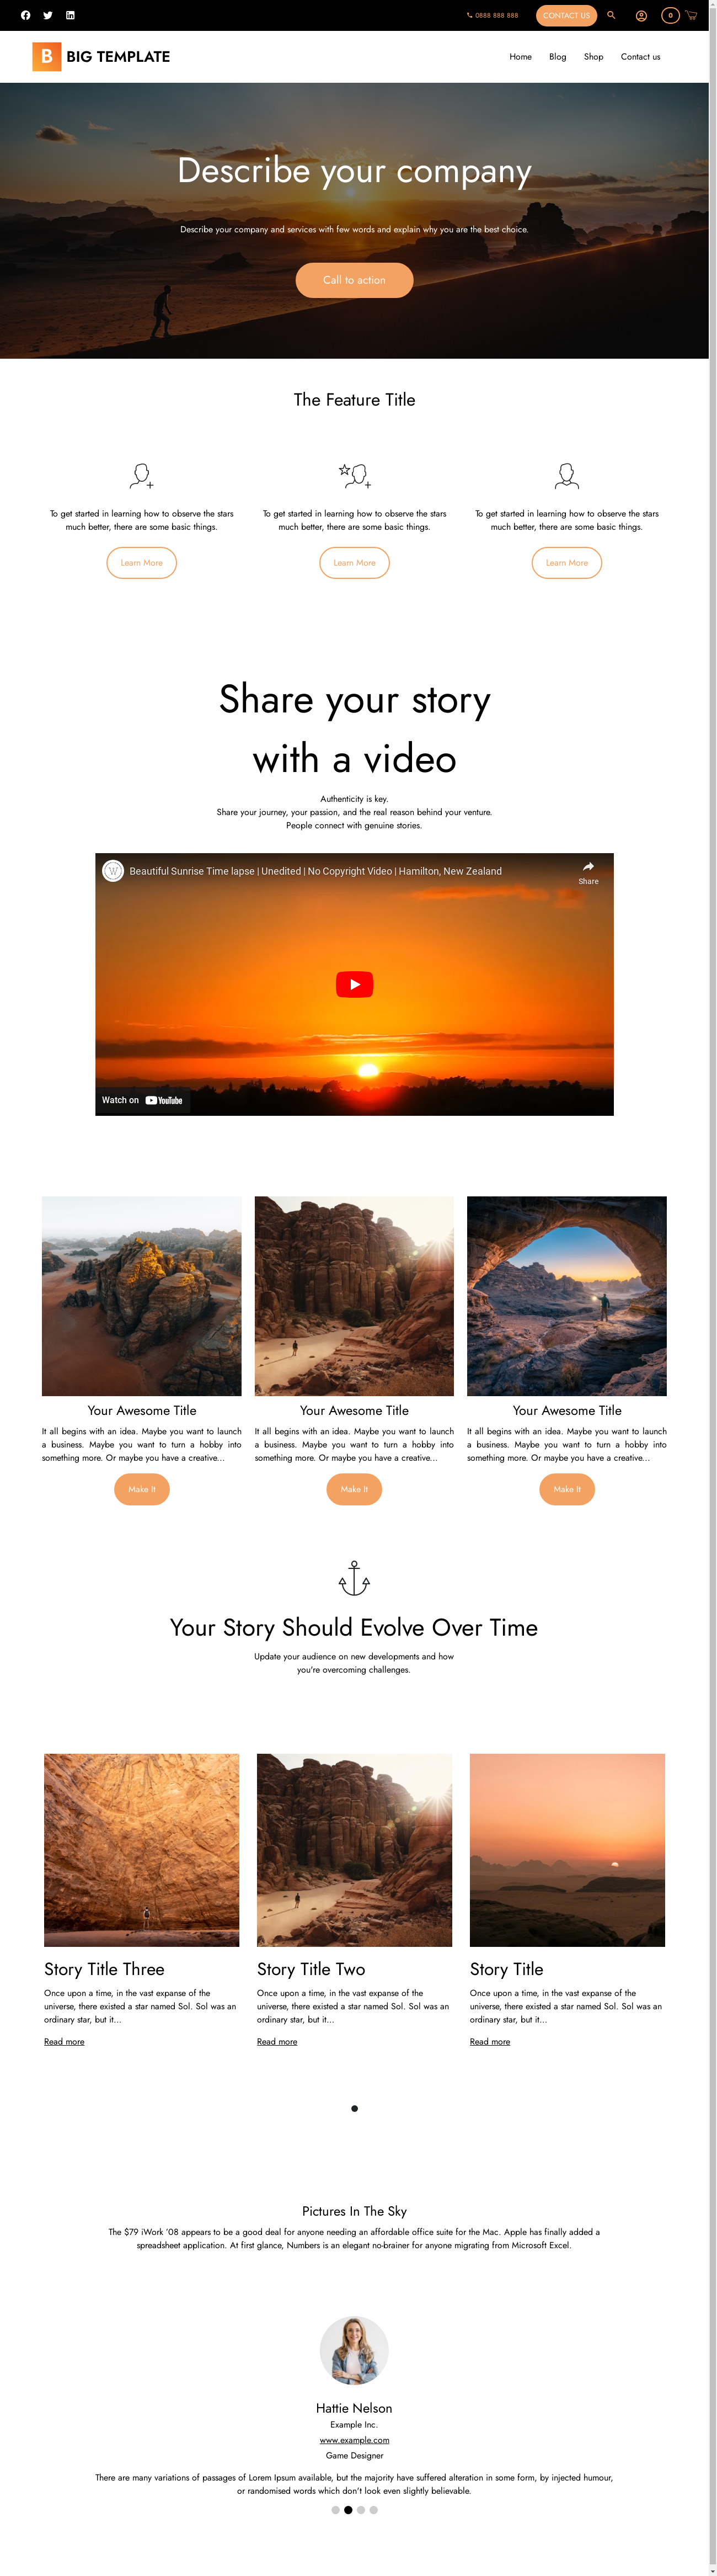 0888 888 888
CONTACT US
0
B BIG TEMPLATE
Home Blog Shop Contact us
Describe your company
Describe your company and services with few words and explain why you are the best choice.
Call to action
The Feature Title
To get started in learning how to observe the stars
much better, there are some basic things.
Learn More
To get started in learning how to observe the stars
much better, there are some basic things.
Learn More
To get started in learning how to observe the stars
much better, there are some basic things.
Learn More
Share your story
with a video
Authenticity is key.
Share your journey, your passion, and the real reason behind your venture.
People connect with genuine stories.
W
Beautiful Sunrise Time lapse | Unedited | No Copyright Video | Hamilton, New Zealand
Share
Watch on YouTube
Your Awesome Title
It all begins with an idea. Maybe you want to launch
a business. Maybe you want to turn a hobby into
something more. Or maybe you have a creative...
Make It
Your Awesome Title
It all begins with an idea. Maybe you want to launch
a business. Maybe you want to turn a hobby into
something more. Or maybe you have a creative...
Make It
Your Awesome Title
It all begins with an idea. Maybe you want to launch
a business. Maybe you want to turn a hobby into
something more. Or maybe you have a creative...
Make It
Your Story Should Evolve Over Time
Update your audience on new developments and how
you're overcoming challenges.
Story Title Three
Once upon a time, in the vast expanse of the
universe, there existed a star named Sol. Sol was an
ordinary star, but it...
Read more
Story Title Two
Once upon a time, in the vast expanse of the
universe, there existed a star named Sol. Sol was an
ordinary star, but it...
Read more
Story Title
Once upon a time, in the vast expanse of the
universe, there existed a star named Sol. Sol was an
ordinary star, but it...
Read more
Pictures In The Sky
The $79 iWork '08 appears to be a good deal for anyone needing an affordable office suite for the Mac. Apple has finally added a
spreadsheet application. At first glance, Numbers is an elegant no-brainer for anyone migrating from Microsoft Excel.
Hattie Nelson
Example Inc.
www.example.com
Game Designer
There are many variations of passages of Lorem Ipsum available, but the majority have suffered alteration in some form, by injected humour,
or randomised words which don't look even slightly believable.